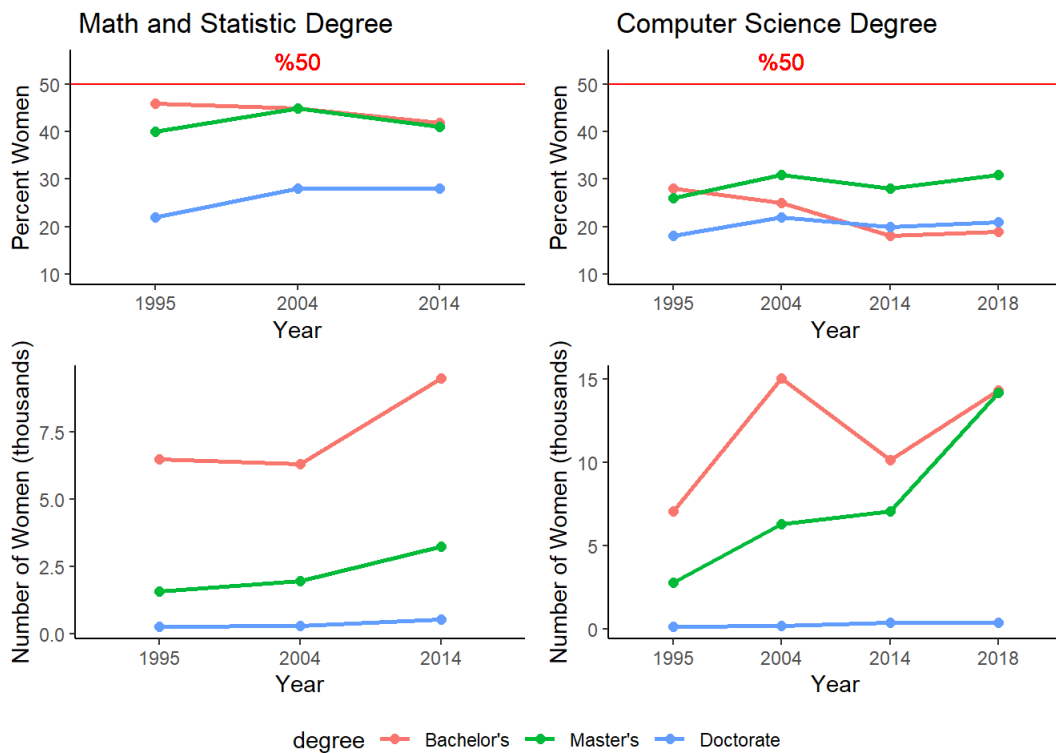 Math and Statistic Degree
%50
Percent Women
50
40
30
20
10
1995 2004 2014
Year
Computer Science Degree
%50
Percent Women
50
40
30
20
10
1995 2004 2014 2018
Year
Number of Women (thousands)
7.5
5.0
2.5
0.0
1995 2004 2014
Year
Number of Women (thousands)
15
10
5
0
1995 2004 2014 2018
Year
degree Bachelor's Master's Doctorate